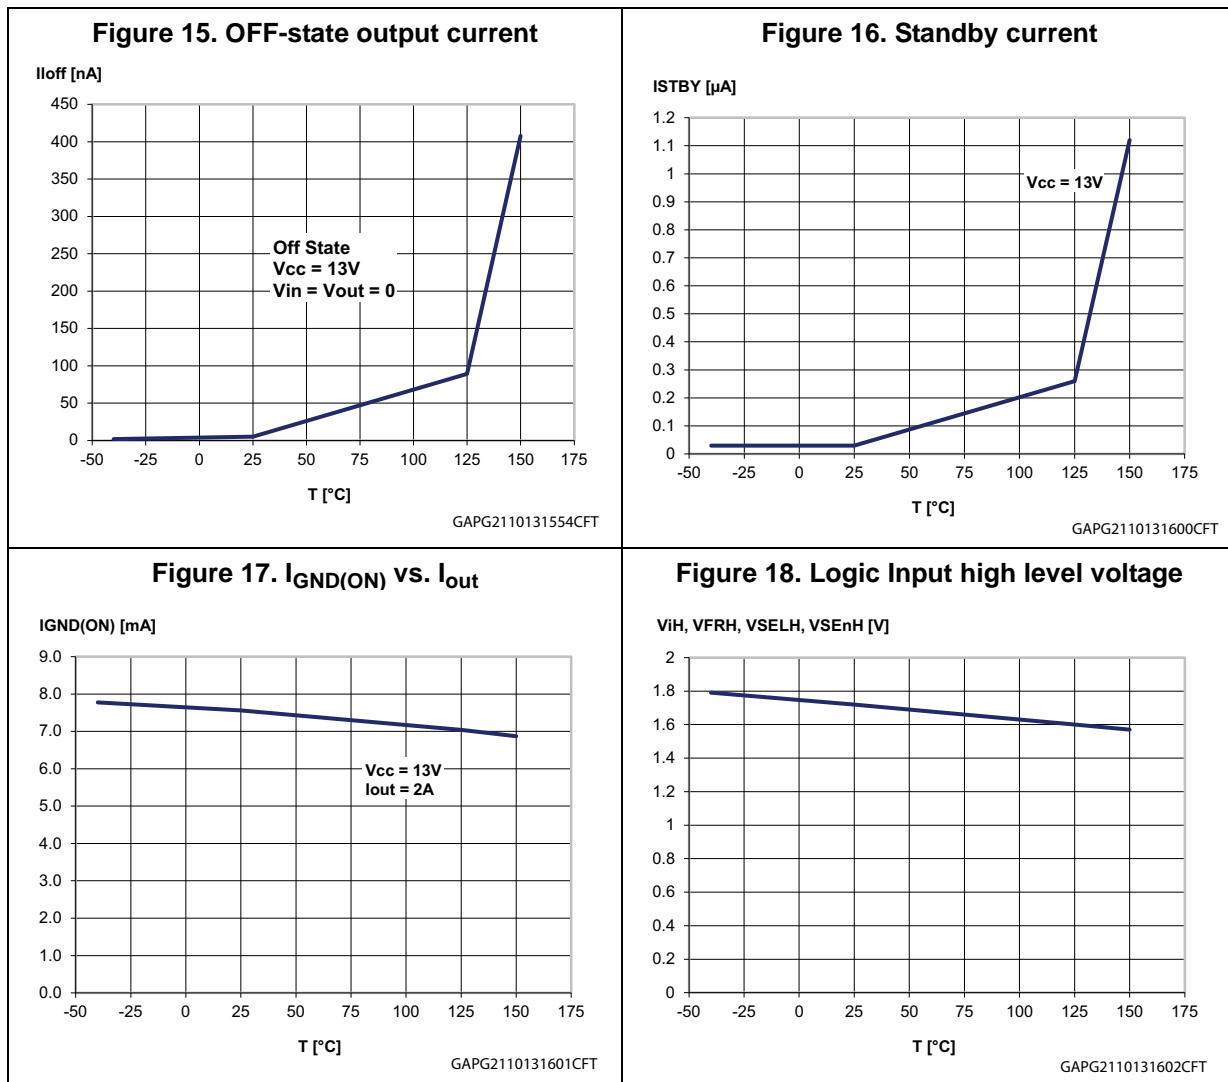 Figure 15. OFF-state output current
Iloff [nA]
450
400
350
300
250
200
150
100
50
0
Off State
Vcc = 13V
Vin = Vout = 0
-50 -25 0 25 50 75 100 125 150 175
T [°C]
GAPG2110131554CFT
Figure 16. Standby current
ISTBY [µA]
1.2
1.1
1
0.9
0.8
0.7
0.6
0.5
0.4
0.3
0.2
0.1
0
Vcc = 13V
-50 -25 0 25 50 75 100 125 150 175
T [°C]
GAPG2110131600CFT
Figure 17. IGND(ON) vs. Iout
IGND(ON) [mA]
9.0
8.0
7.0
6.0
5.0
4.0
3.0
2.0
1.0
0.0
Vcc = 13V
Iout = 2A
-50 -25 0 25 50 75 100 125 150 175
T [°C]
GAPG2110131601CFT
Figure 18. Logic Input high level voltage
ViH, VFRH, VSELH, VSEnH [V]
2
1.8
1.6
1.4
1.2
1
0.8
0.6
0.4
0.2
0
-50 -25 0 25 50 75 100 125 150 175
T [°C]
GAPG2110131602CFT